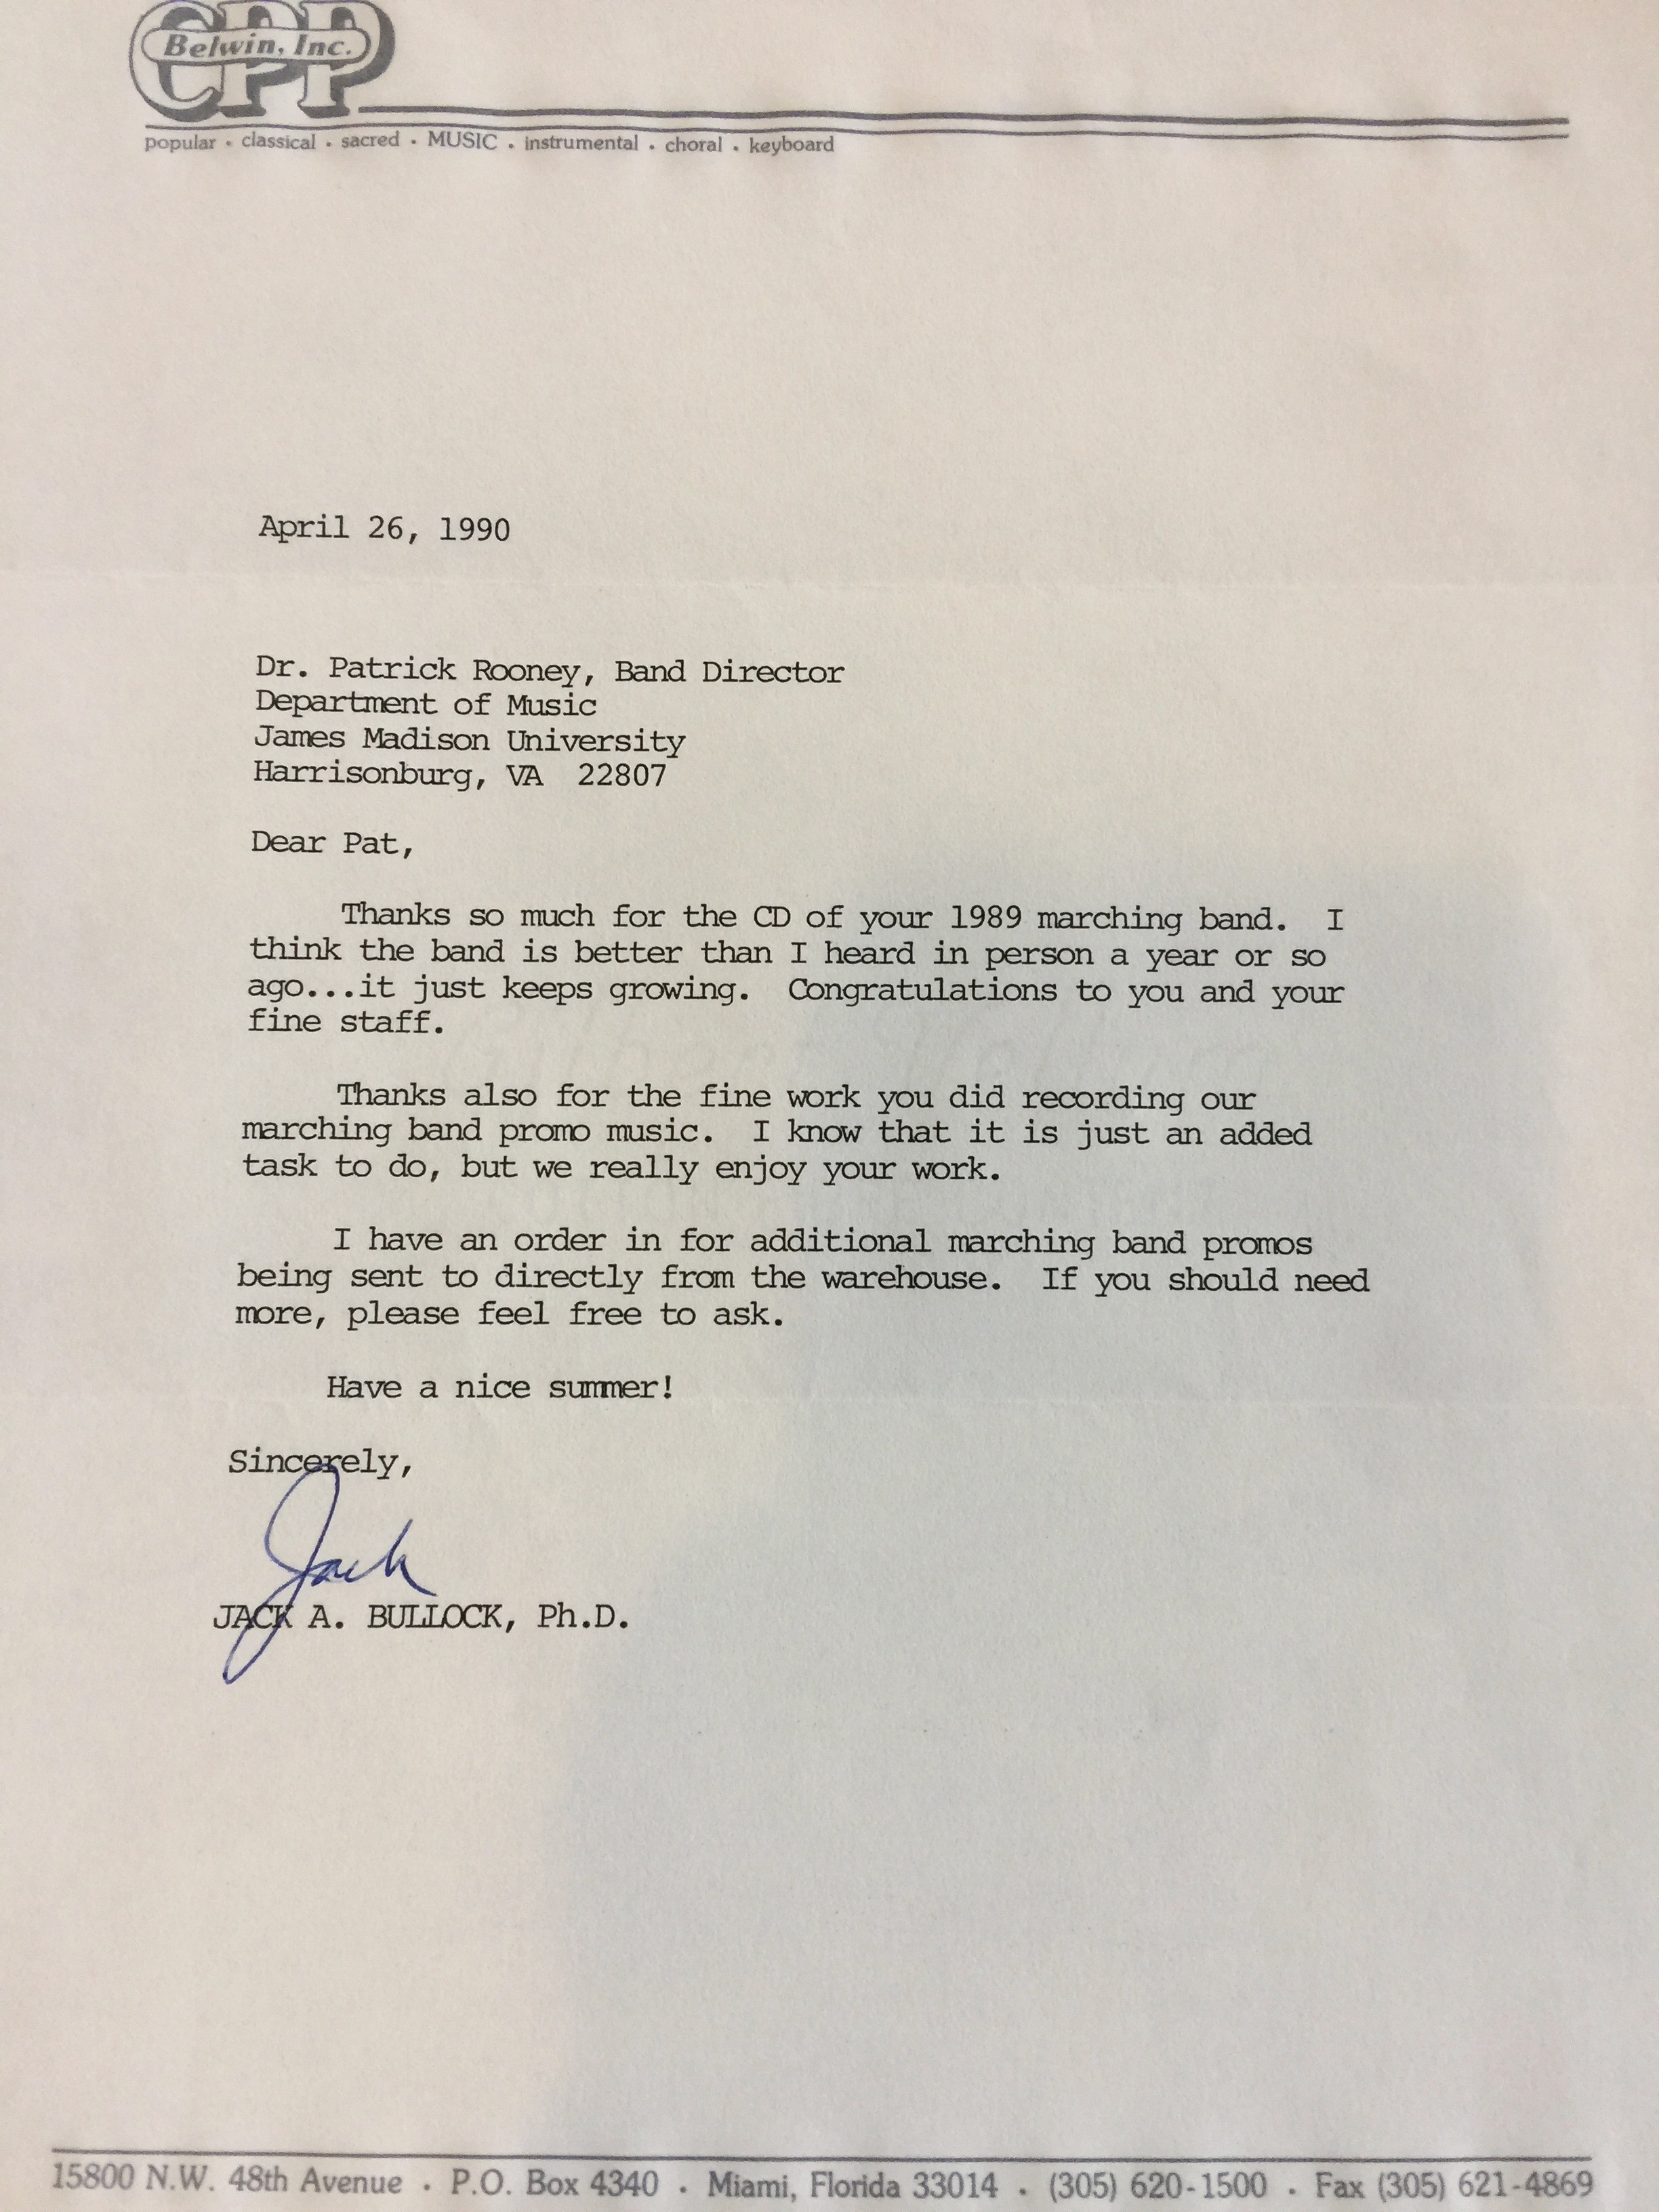 CPP
Belwin, Inc.
popular • classical • sacred • MUSIC • instrumental • choral • keyboard
April 26, 1990
Dr. Patrick Rooney, Band Director
Department of Music
James Madison University
Harrisonburg, VA  22807
Dear Pat,
Thanks so much for the CD of your 1989 marching band.  I
think the band is better than I heard in person a year or so
ago...it just keeps growing.  Congratulations to you and your
fine staff.
Thanks also for the fine work you did recording our
marching band promo music.  I know that it is just an added
task to do, but we really enjoy your work.
I have an order in for additional marching band promos
being sent to directly from the warehouse.  If you should need
more, please feel free to ask.
Have a nice summer!
Sincerely,
Jack
JACK A. BULLOCK, Ph.D.
15800 N.W. 48th Avenue • P.O. Box 4340 • Miami, Florida 33014 • (305) 620-1500 • Fax (305) 621-4869